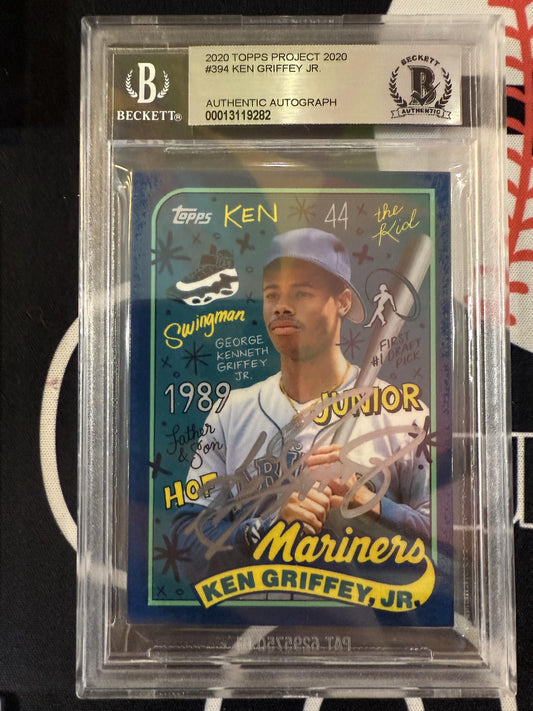 2020 TOPPS PROJECT 2020
#394 KEN GRIFFEY JR.
AUTHENTIC AUTOGRAPH
00013119282
B
BECKETT®
BECKETT
B
AUTHENTIC
Topps KEN 44 the Kid
Swingman
GEORGE
KENNETH
GRIFFEY
JR.
FIRST
#1 DRAFT
PICK
1989
JUNIOR
Father
& Son
HOF
Mariners
KEN GRIFFEY, JR.